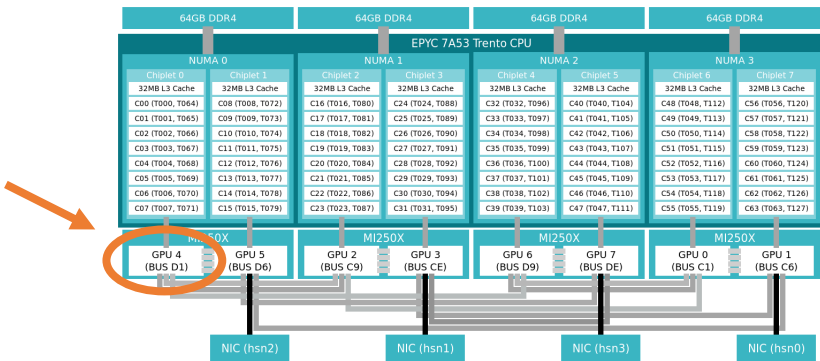 64GB DDR4 64GB DDR4 64GB DDR4 64GB DDR4
EPYC 7A53 Trento CPU
NUMA 0 NUMA 1 NUMA 2 NUMA 3
Chiplet 0 Chiplet 1 Chiplet 2 Chiplet 3 Chiplet 4 Chiplet 5 Chiplet 6 Chiplet 7
32MB L3 Cache 32MB L3 Cache 32MB L3 Cache 32MB L3 Cache 32MB L3 Cache 32MB L3 Cache 32MB L3 Cache 32MB L3 Cache
C00 (T000, T064) C08 (T008, T072) C16 (T016, T080) C24 (T024, T088) C32 (T032, T096) C40 (T040, T104) C48 (T048, T112) C56 (T056, T120)
C01 (T001, T065) C09 (T009, T073) C17 (T017, T081) C25 (T025, T089) C33 (T033, T097) C41 (T041, T105) C49 (T049, T113) C57 (T057, T121)
C02 (T002, T066) C10 (T010, T074) C18 (T018, T082) C26 (T026, T090) C34 (T034, T098) C42 (T042, T106) C50 (T050, T114) C58 (T058, T122)
C03 (T003, T067) C11 (T011, T075) C19 (T019, T083) C27 (T027, T091) C35 (T035, T099) C43 (T043, T107) C51 (T051, T115) C59 (T059, T123)
C04 (T004, T068) C12 (T012, T076) C20 (T020, T084) C28 (T028, T092) C36 (T036, T100) C44 (T044, T108) C52 (T052, T116) C60 (T060, T124)
C05 (T005, T069) C13 (T013, T077) C21 (T021, T085) C29 (T029, T093) C37 (T037, T101) C45 (T045, T109) C53 (T053, T117) C61 (T061, T125)
C06 (T006, T070) C14 (T014, T078) C22 (T022, T086) C30 (T030, T094) C38 (T038, T102) C46 (T046, T110) C54 (T054, T118) C62 (T062, T126)
C07 (T007, T071) C15 (T015, T079) C23 (T023, T087) C31 (T031, T095) C39 (T039, T103) C47 (T047, T111) C55 (T055, T119) C63 (T063, T127)
MI250X MI250X MI250X MI250X
GPU 4 GPU 5 GPU 2 GPU 3 GPU 6 GPU 7 GPU 0 GPU 1
(BUS D1) (BUS D6) (BUS C9) (BUS CE) (BUS D9) (BUS DE) (BUS C1) (BUS C6)
NIC (hsn2) NIC (hsn1) NIC (hsn3) NIC (hsn0)